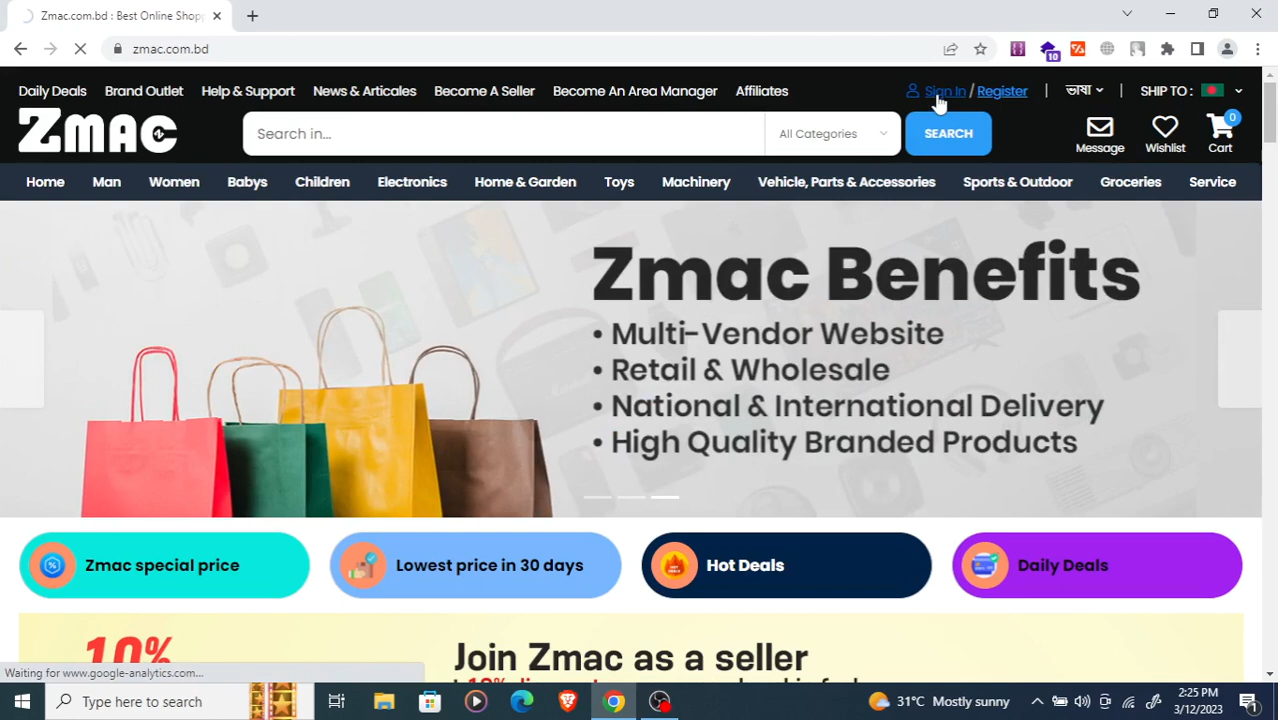 Zmac.com.bd : Best Online Shopp
zmac.com.bd
10
Daily Deals Brand Outlet Help & Support News & Articales Become A Seller Become An Area Manager Affiliates Sign In / Register | ভাষা | SHIP TO :
Zmac Search in... All Categories SEARCH Message Wishlist 0 Cart
Home Man Women Babys Children Electronics Home & Garden Toys Machinery Vehicle, Parts & Accessories Sports & Outdoor Groceries Service
Zmac Benefits
• Multi-Vendor Website
• Retail & Wholesale
• National & International Delivery
• High Quality Branded Products
Zmac special price Lowest price in 30 days Hot Deals Daily Deals
10% Join Zmac as a seller
Waiting for www.google-analytics.com...
Type here to search 31°C Mostly sunny 2:25 PM
3/12/2023 1